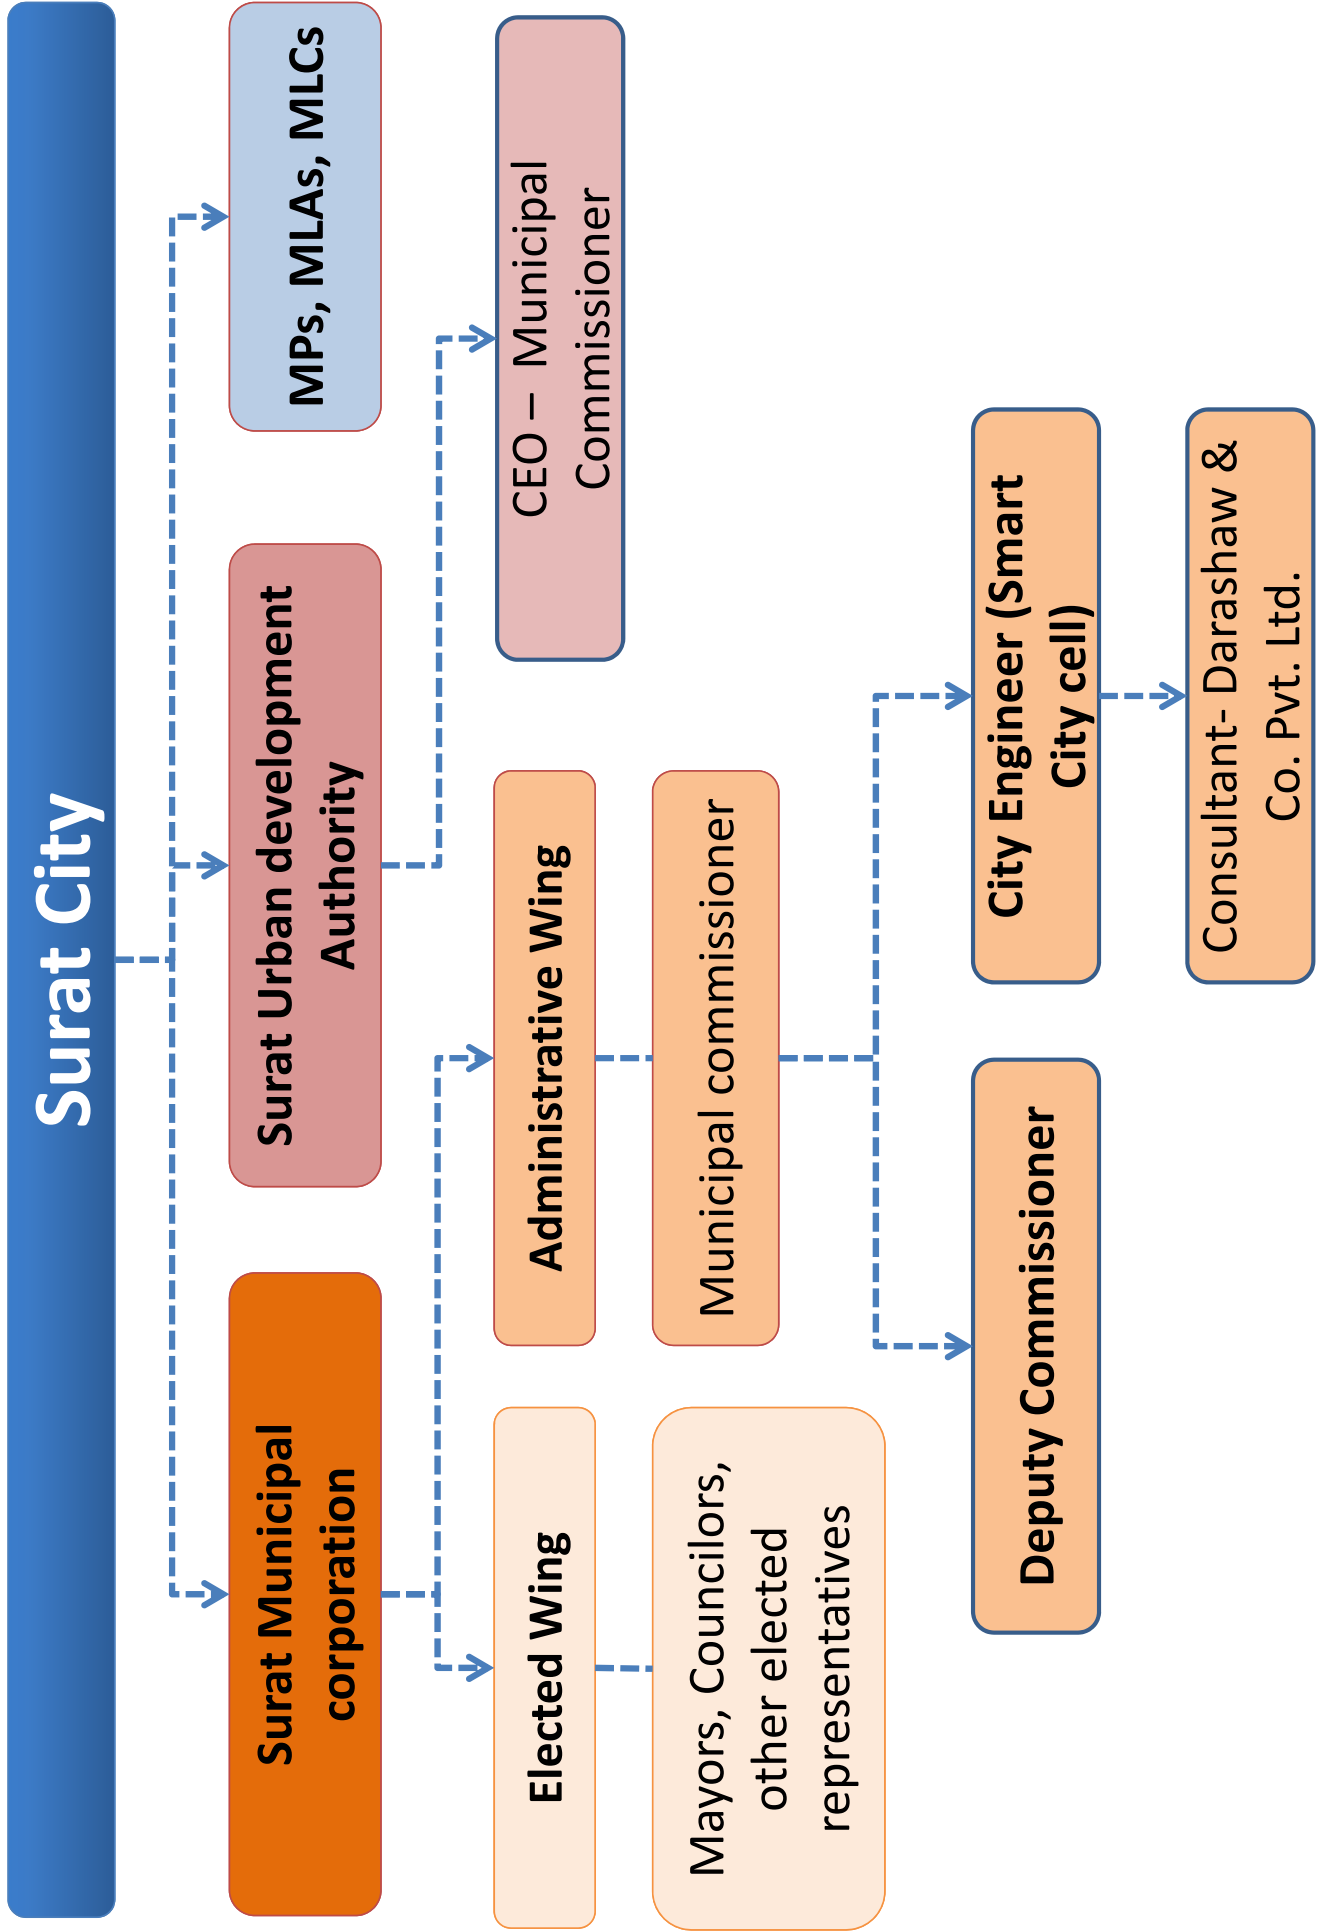 Surat City
Surat Municipal
corporation
Surat Urban development
Authority
MPs, MLAs, MLCs
Elected Wing
Administrative Wing
CEO – Municipal
Commissioner
Mayors, Councilors,
other elected
representatives
Municipal commissioner
Deputy Commissioner
City Engineer (Smart
City cell)
Consultant- Darashaw &
Co. Pvt. Ltd.